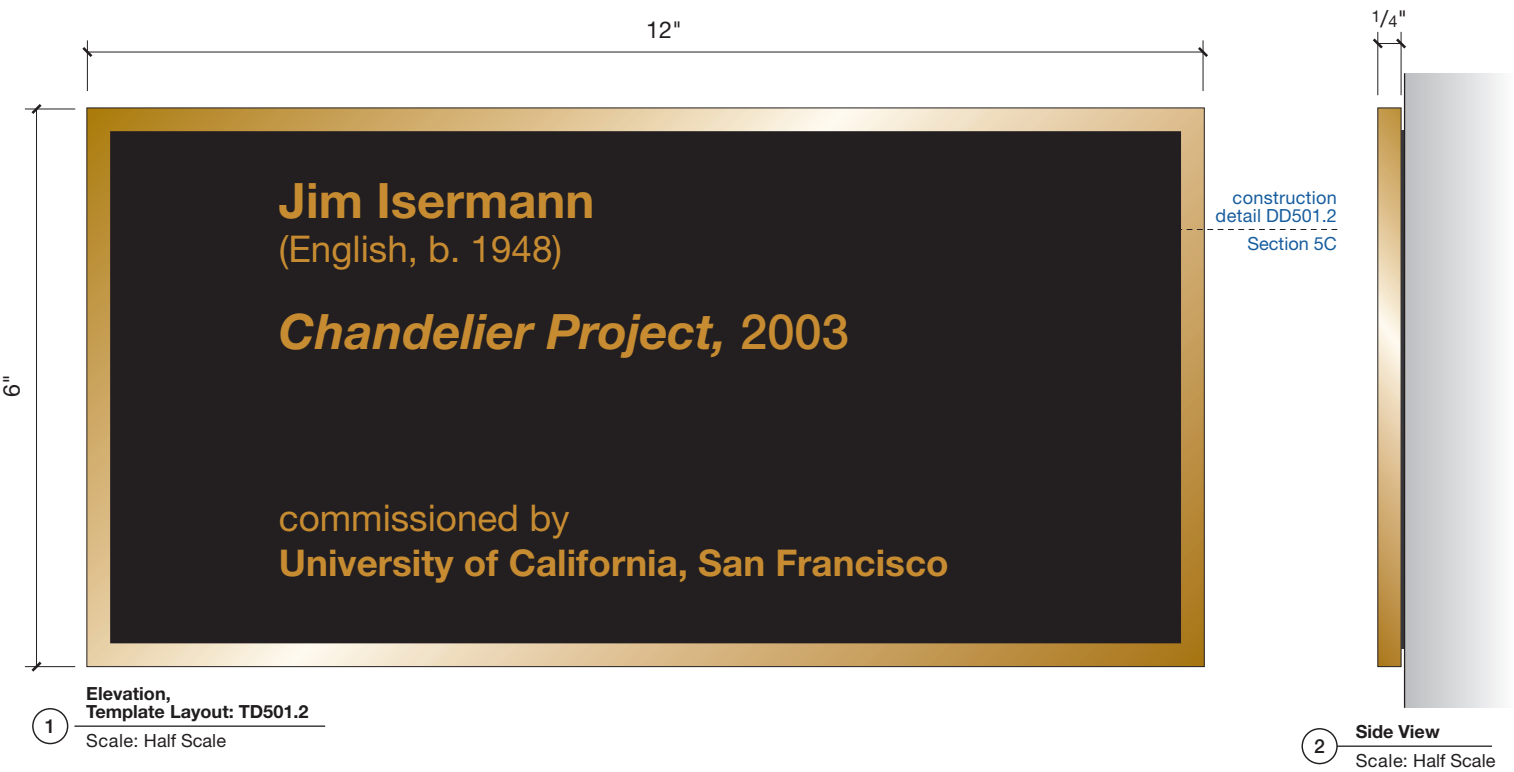 12"
1/4"
6"
Jim Isermann
(English, b. 1948)
Chandelier Project, 2003
commissioned by
University of California, San Francisco
construction
detail DD501.2
Section 5C
Elevation,
Template Layout: TD501.2
1
Scale: Half Scale
Side View
2
Scale: Half Scale